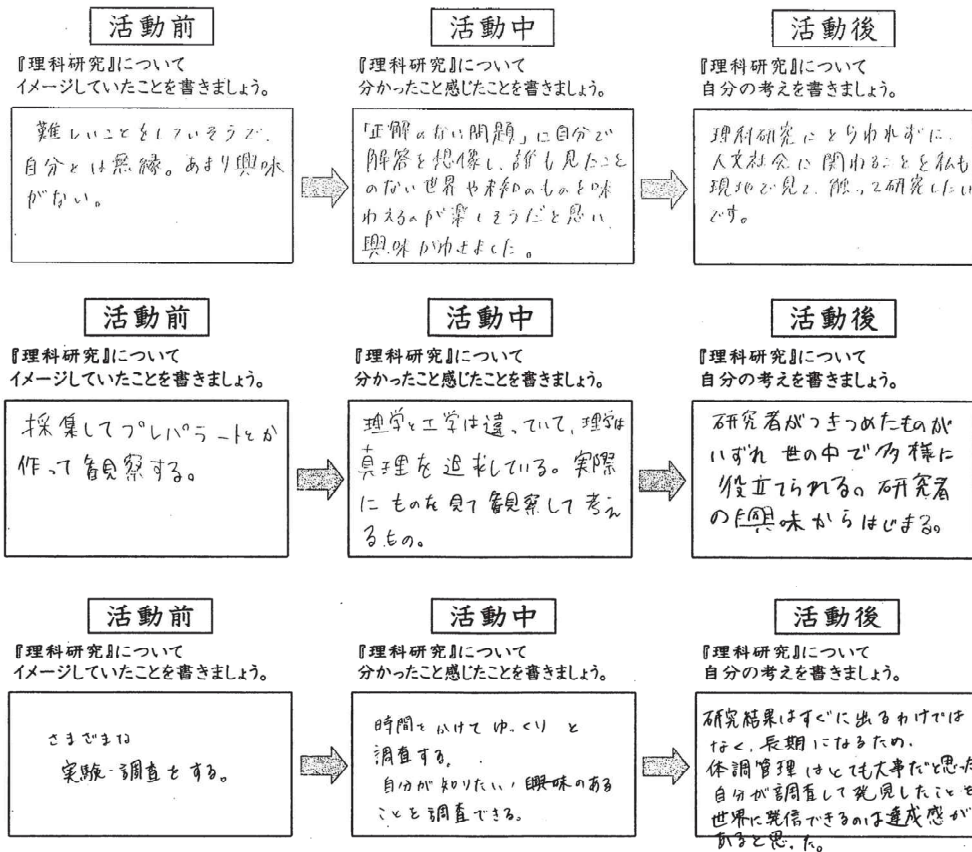 活動前
『理科研究』について
イメージしていたことを書きましょう。
難しいことをしていそうで、
自分とは無縁。あまり興味
がない。
活動中
『理科研究』について
分かったこと感じたことを書きましょう。
「正解のない問題」に自分で
解答を想像し、誰も見たこと
のない世界や未知のものを味
わえるのが楽しそうだと思い
興味がわきました。
活動後
『理科研究』について
自分の考えを書きましょう。
理科研究にとらわれずに、
人文社会に関わることを私も
現地で見て、触って研究したい
です。
活動前
『理科研究』について
イメージしていたことを書きましょう。
採集してプレパラートとか
作って観察する。
活動中
『理科研究』について
分かったこと感じたことを書きましょう。
理学と工学は違っていて、理学は
真理を追求している。実際
にものを見て観察して考え
るもの。
活動後
『理科研究』について
自分の考えを書きましょう。
研究者がつきつめたものが
いずれ世の中で多様に
役立てられる。研究者
の興味からはじまる。
活動前
『理科研究』について
イメージしていたことを書きましょう。
さまざまな
実験・調査をする。
活動中
『理科研究』について
分かったこと感じたことを書きましょう。
時間をかけてゆっくりと
調査する。
自分が知りたい、興味のある
ことを調査できる。
活動後
『理科研究』について
自分の考えを書きましょう。
研究結果はすぐに出るわけでは
なく、長期になるため、
体調管理はとても大事だと思った
自分が調査して発見したことを
世界に発信できるのは達成感が
あると思った。